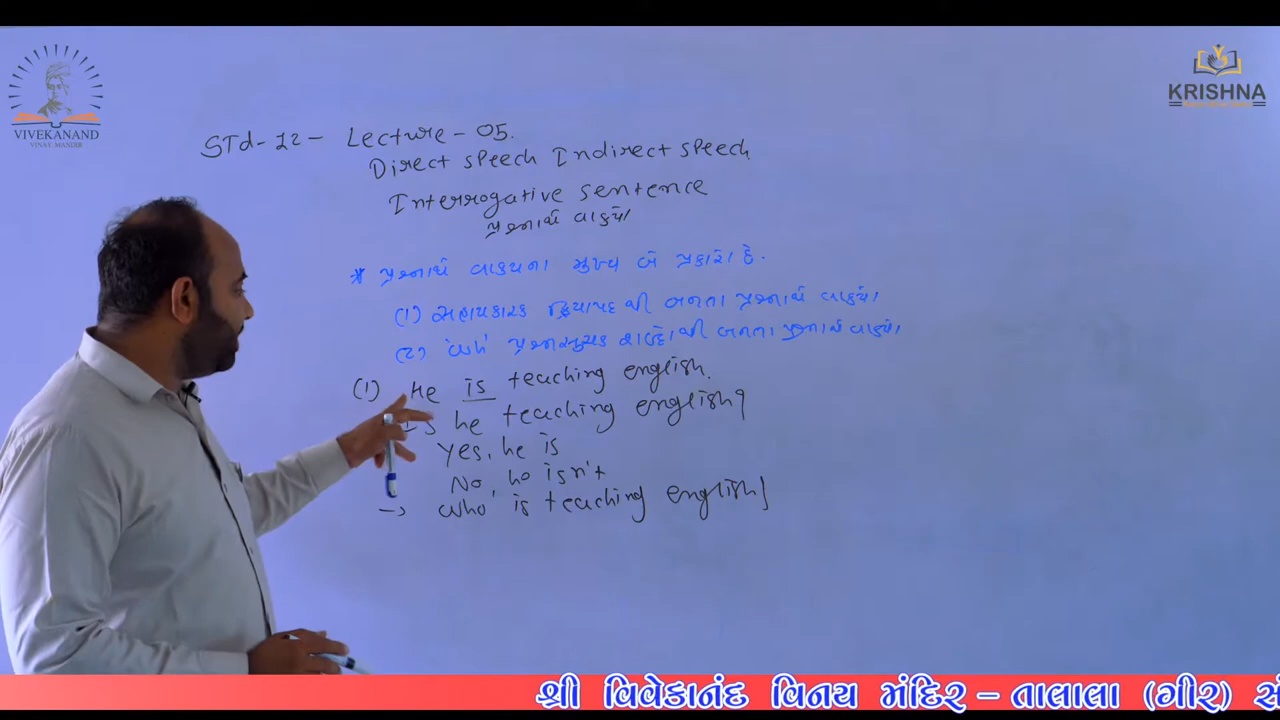 VIVEKANAND
VINAY MANDIR
KRISHNA
STd-12- Lecture-05.
Direct speech Indirect speech
Interrogative sentence
પ્રશ્નાર્થ વાક્યો
* પ્રશ્નાર્થ વાક્યના મુખ્ય બે પ્રકારો છે.
(1) સહાયકારક ક્રિયાપદ થી બનતા પ્રશ્નાર્થ વાક્યો
(2) 'wh' પ્રશ્નસુચક શબ્દો થી બનતા પ્રશ્નાર્થ વાક્યો
(1) He is teaching english.
Is he teaching english?
Yes, he is
No, he isn't
→ who is teaching english?
શ્રી વિવેકાનંદ વિનય મંદિર – તાલાલા (ગીર) સં